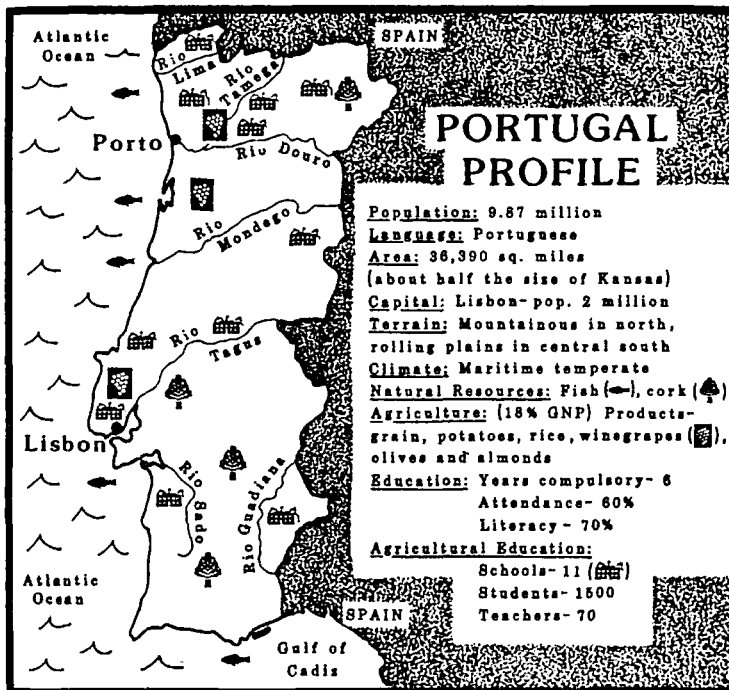 Atlantic
Ocean
SPAIN
Rio
Lima
Rio
Tamega
Porto
Rio Douro
Rio
Mondego
Rio
Tagus
Lisbon
Rio
Sado
Rio Guadiana
Atlantic
Ocean
SPAIN
Gulf of
Cadiz
PORTUGAL
PROFILE
Population: 9.87 million
Language: Portuguese
Area: 36,390 sq. miles
(about half the size of Kansas)
Capital: Lisbon- pop. 2 million
Terrain: Mountainous in north,
rolling plains in central south
Climate: Maritime temperate
Natural Resources: Fish ( ), cork ( )
Agriculture: (18% GNP) Products-
grain, potatoes, rice, winegrapes ( ),
olives and almonds
Education: Years compulsory- 6
Attendance- 60%
Literacy- 70%
Agricultural Education:
Schools- 11 ( )
Students- 1500
Teachers- 70